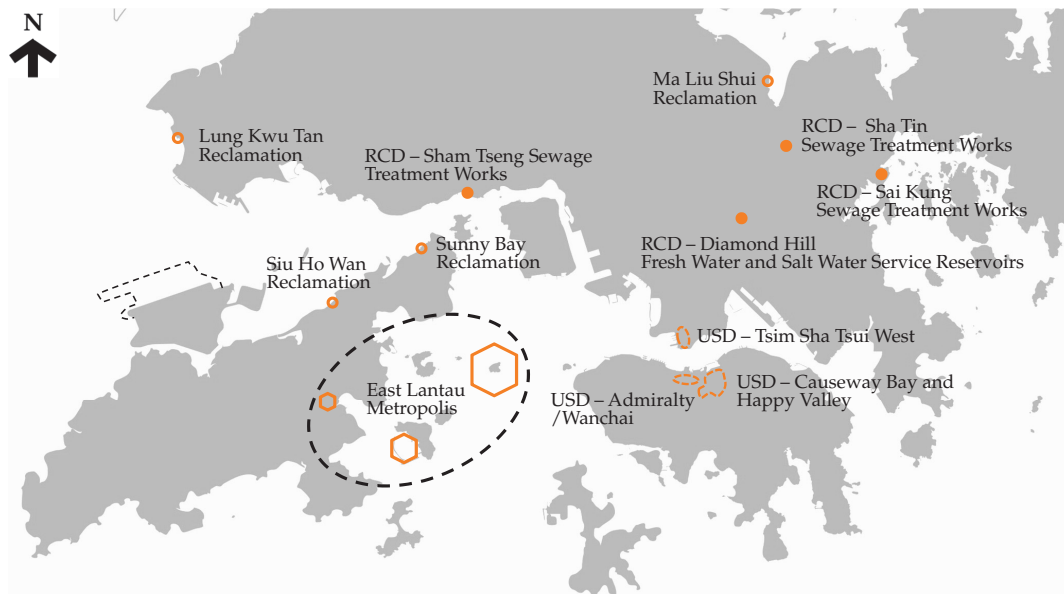 N
Ma Liu Shui
Reclamation
Lung Kwu Tan
Reclamation
RCD – Sha Tin
Sewage Treatment Works
RCD – Sham Tseng Sewage
Treatment Works
RCD – Sai Kung
Sewage Treatment Works
Sunny Bay
Reclamation
RCD – Diamond Hill
Fresh Water and Salt Water Service Reservoirs
Siu Ho Wan
Reclamation
USD – Tsim Sha Tsui West
East Lantau
Metropolis
USD – Admiralty
/Wanchai
USD – Causeway Bay and
Happy Valley